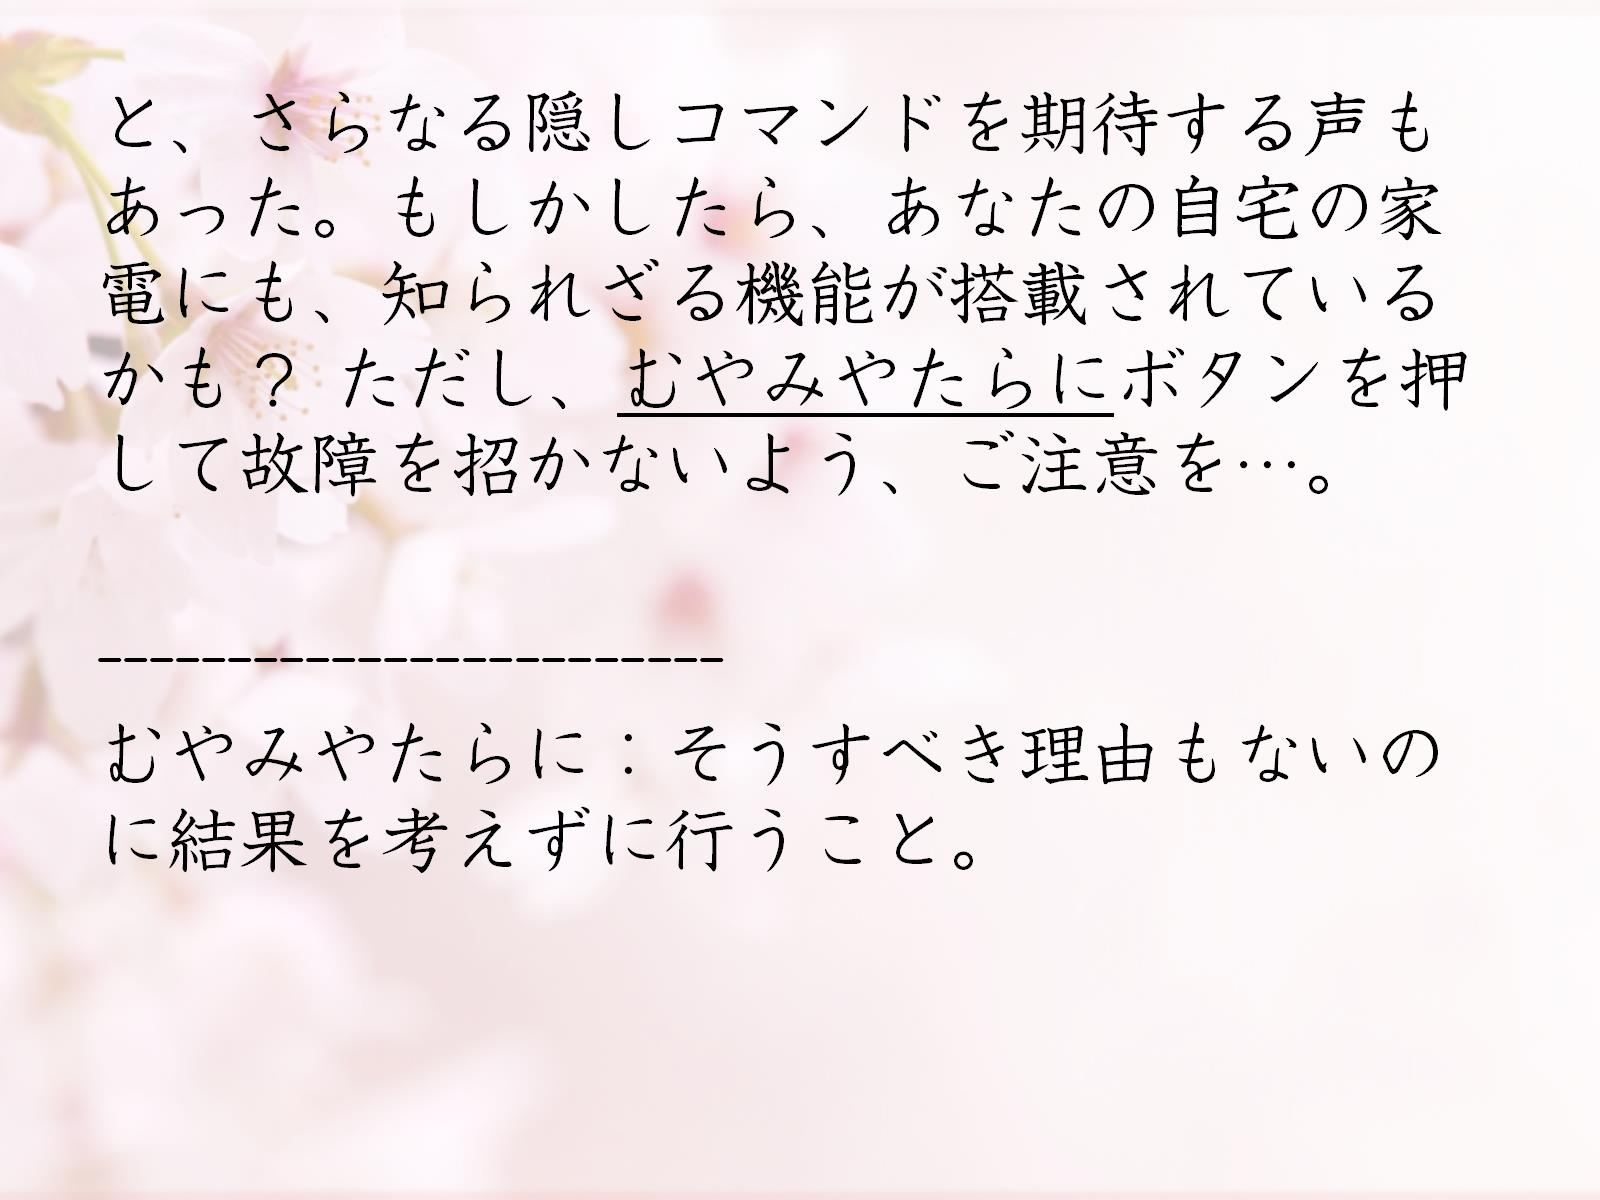 と、さらなる隠しコマンドを期待する声も
あった。もしかしたら、あなたの自宅の家
電にも、知られざる機能が搭載されている
かも？ ただし、むやみやたらにボタンを押
して故障を招かないよう、ご注意を…。
------------------------
むやみやたらに：そうすべき理由もないの
に結果を考えずに行うこと。